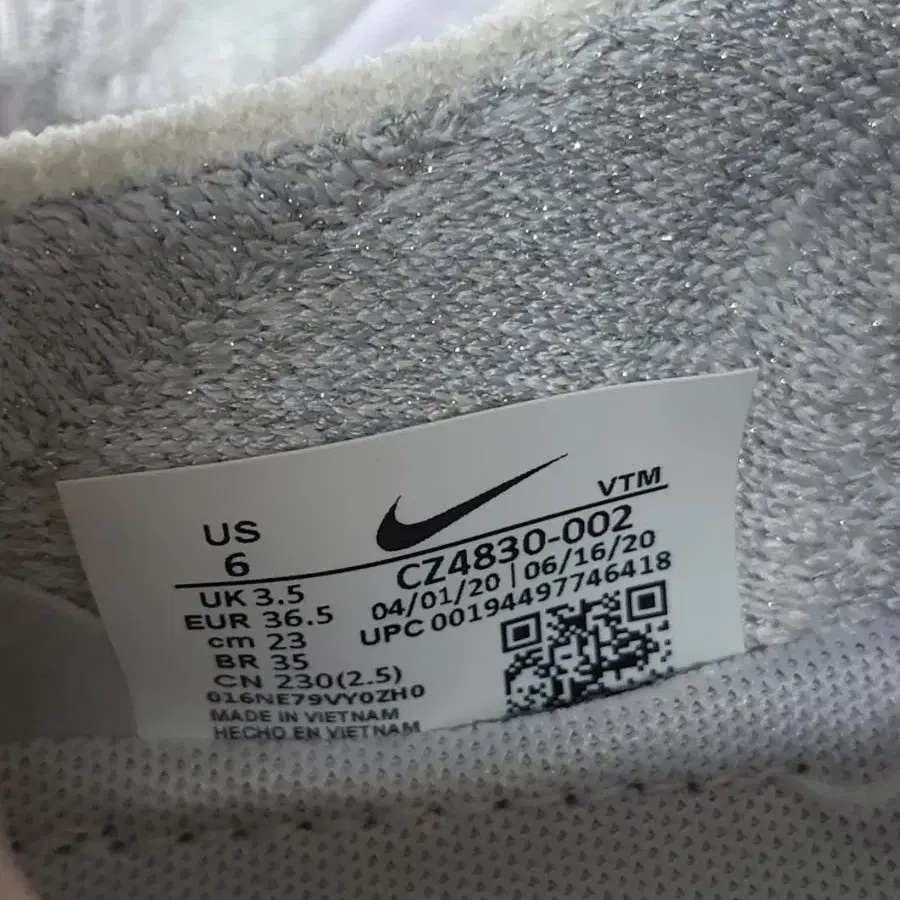 US
6
UK 3.5
EUR 36.5
cm 23
BR 35
CN 230(2.5)
016NE79VY0ZH0
MADE IN VIETNAM
HECHO EN VIETNAM
VTM
CZ4830-002
04/01/20 | 06/16/20
UPC 00194497746418